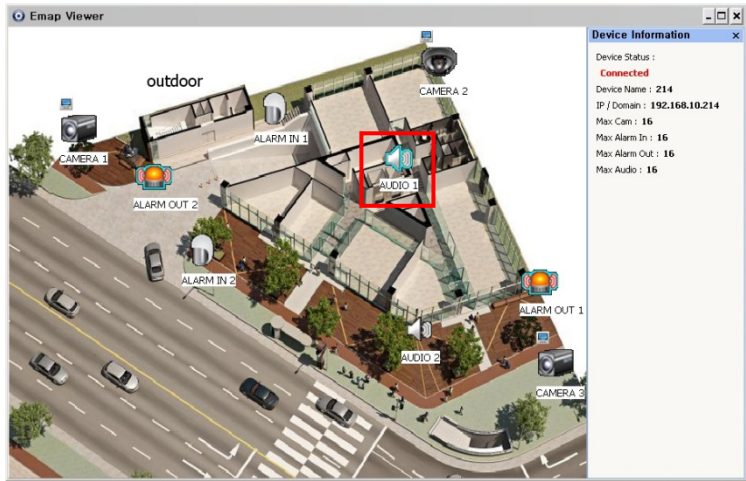 Emap Viewer
Device Information
Device Status :
Connected
Device Name : 214
IP / Domain : 192.168.10.214
Max Cam : 16
Max Alarm In : 16
Max Alarm Out : 16
Max Audio : 16
outdoor
CAMERA 2
ALARM IN 1
CAMERA 1
AUDIO 1
ALARM OUT 2
ALARM IN 2
ALARM OUT 1
AUDIO 2
CAMERA 3